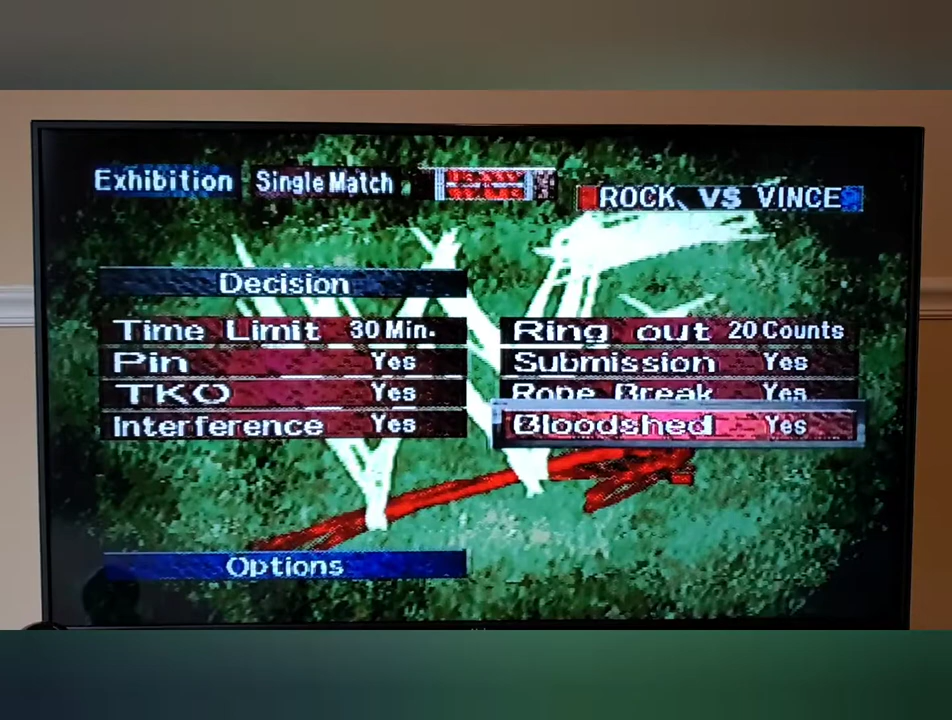 Exhibition Single Match
ROCK VS VINCE
Decision
Time Limit 30 Min.
Pin Yes
TKO Yes
Interference Yes
Ring out 20 Counts
Submission Yes
Rope Break Yes
Bloodshed Yes
Options